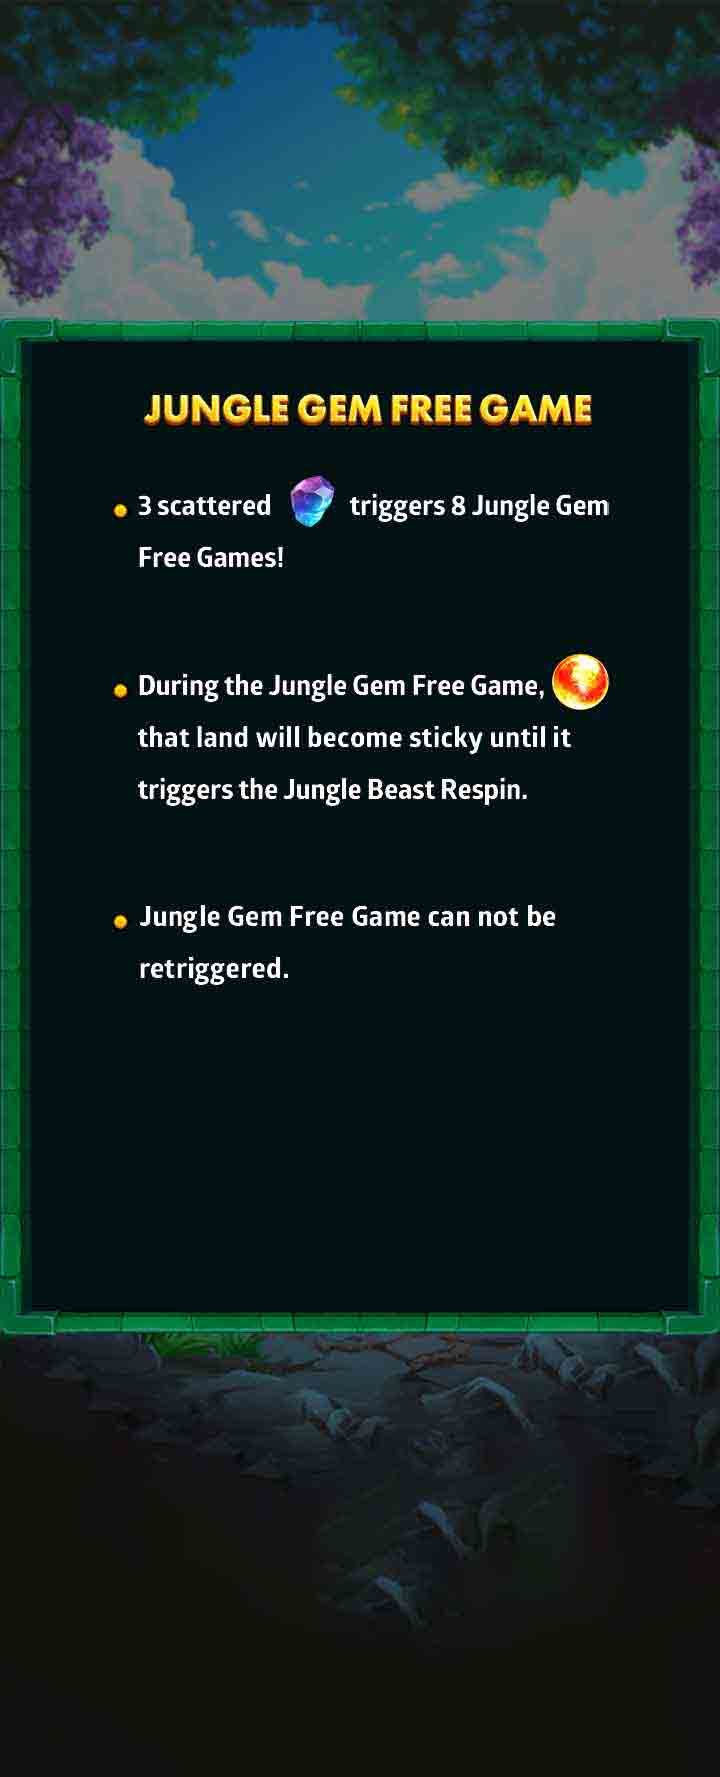 JUNGLE GEM FREE GAME
3 scattered triggers 8 Jungle Gem
Free Games!
During the Jungle Gem Free Game,
that land will become sticky until it
triggers the Jungle Beast Respin.
Jungle Gem Free Game can not be
retriggered.